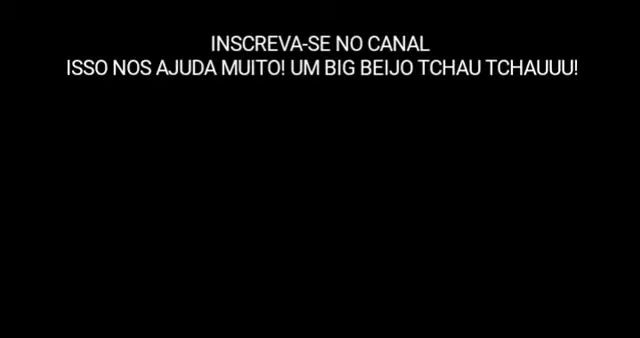 INSCREVA-SE NO CANAL
ISSO NOS AJUDA MUITO! UM BIG BEIJO TCHAU TCHAUUU!